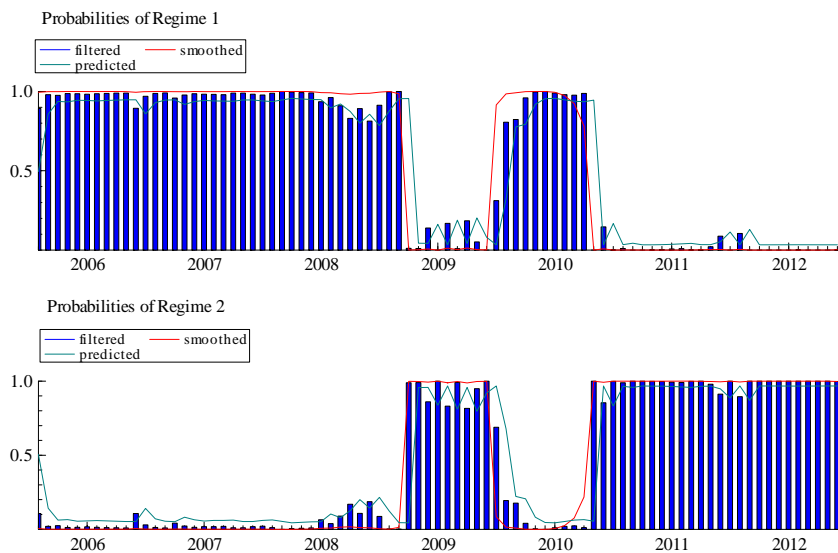 Probabilities of Regime 1
filtered smoothed
predicted
1.0
0.5
2006 2007 2008 2009 2010 2011 2012
Probabilities of Regime 2
filtered smoothed
predicted
1.0
0.5
2006 2007 2008 2009 2010 2011 2012